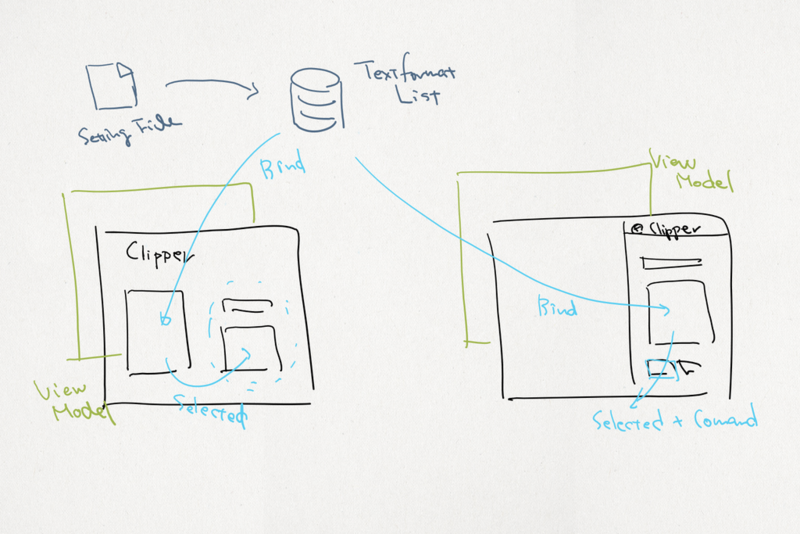 Textformat
List
Setting File
Bind
View
Model
Clipper
Clipper
Bind
View
Model
Selected
Selected + Comand